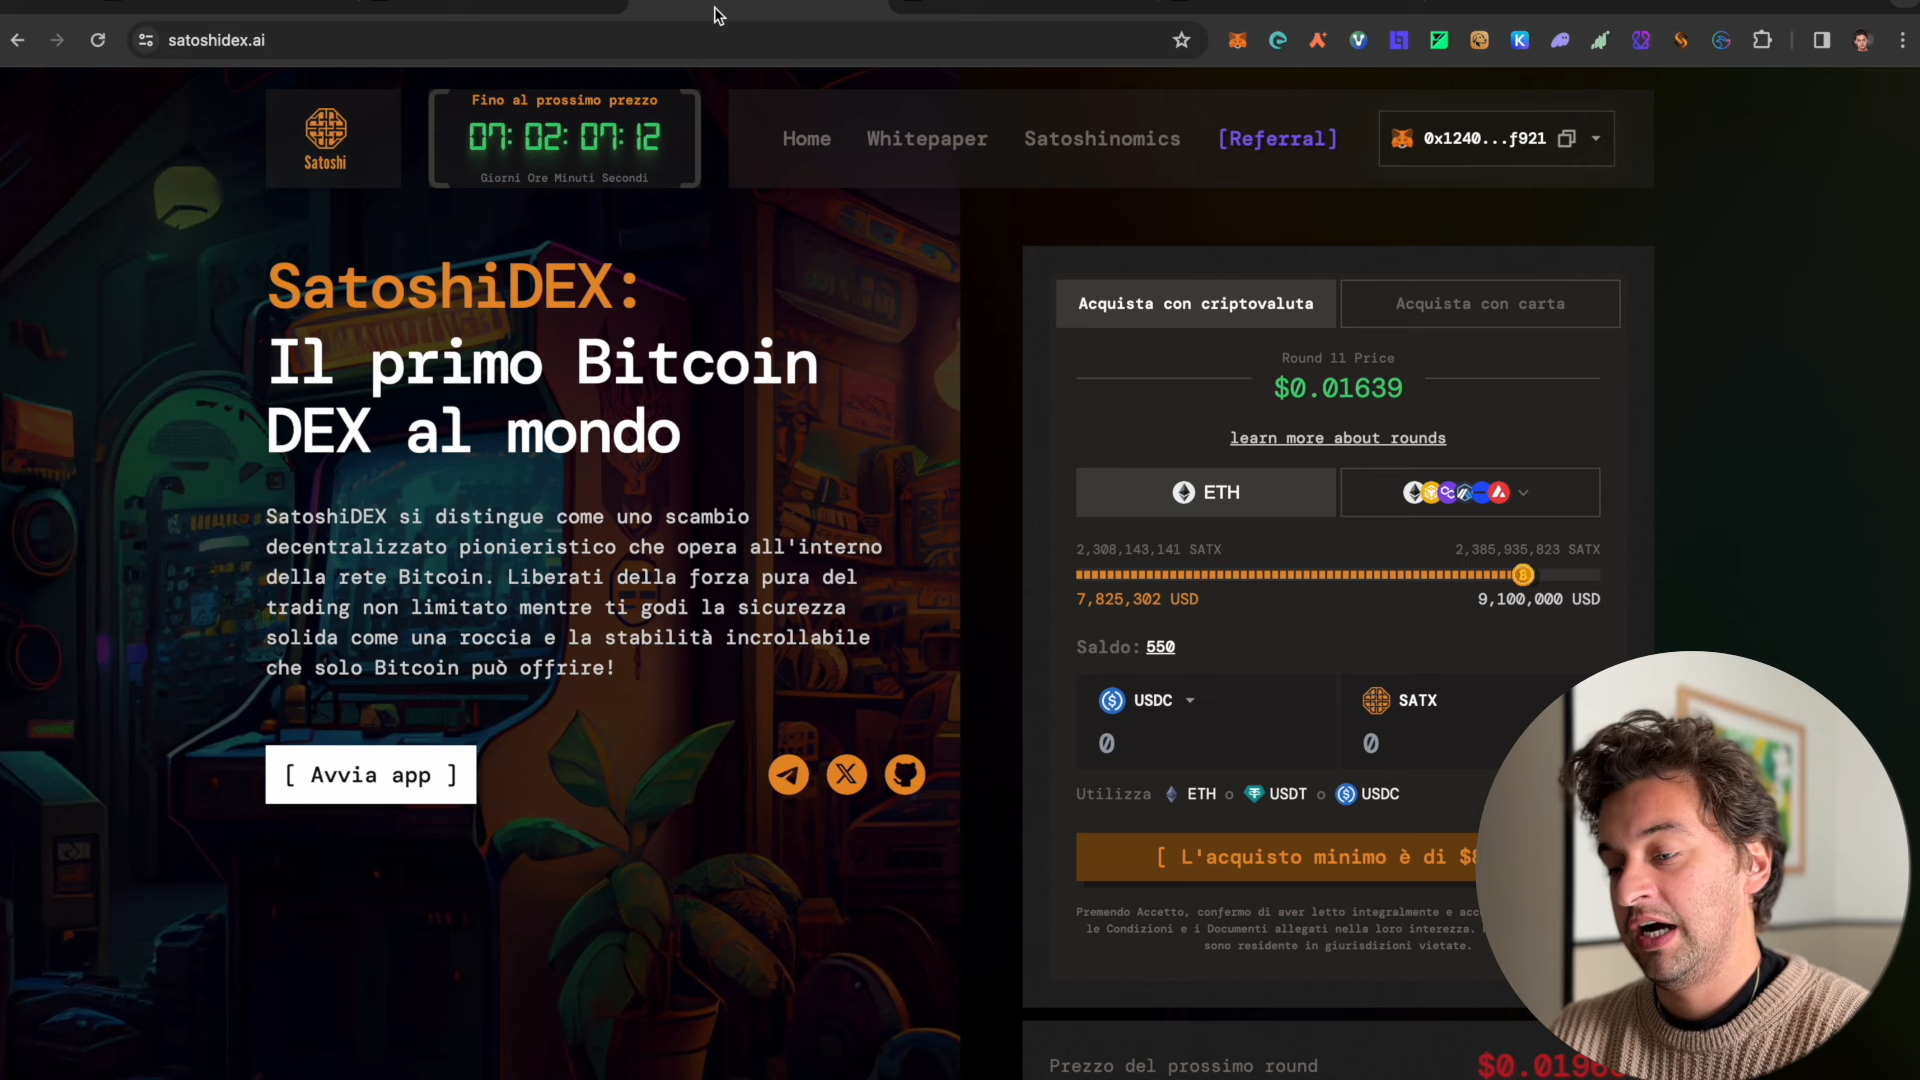 satoshidex.ai
Satoshi
Fino al prossimo prezzo
07: 02: 07: 12
Giorni Ore Minuti Secondi
Home
Whitepaper
Satoshinomics
[Referral]
0x1240...f921
SatoshiDEX:
Il primo Bitcoin
DEX al mondo
SatoshiDEX si distingue come uno scambio
decentralizzato pionieristico che opera all'interno
della rete Bitcoin. Liberati della forza pura del
trading non limitato mentre ti godi la sicurezza
solida come una roccia e la stabilità incrollabile
che solo Bitcoin può offrire!
[ Avvia app ]
Acquista con criptovaluta
Acquista con carta
Round 11 Price
$0.01639
learn more about rounds
ETH
2,308,143,141 SATX
2,385,935,823 SATX
7,825,302 USD
9,100,000 USD
Saldo: 550
USDC
0
SATX
0
Utilizza ETH o USDT o USDC
[ L'acquisto minimo è di
Premendo Accetto, confermo di aver letto integralmente e
le Condizioni e i Documenti allegati nella loro interezza.
sono residente in giurisdizioni vietate.
Prezzo del prossimo round